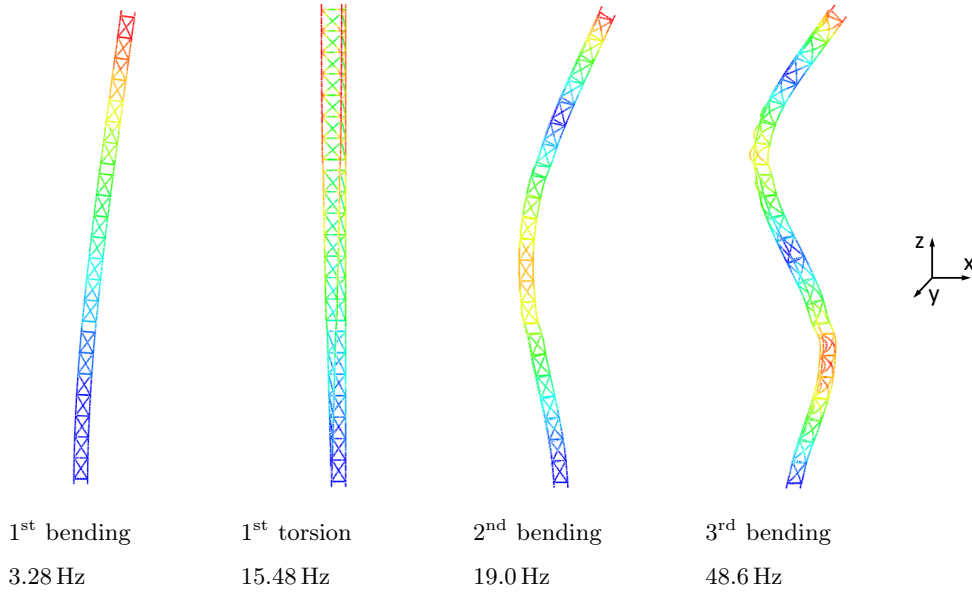 z
x
y
1st bending
1st torsion
2nd bending
3rd bending
3.28 Hz
15.48 Hz
19.0 Hz
48.6 Hz